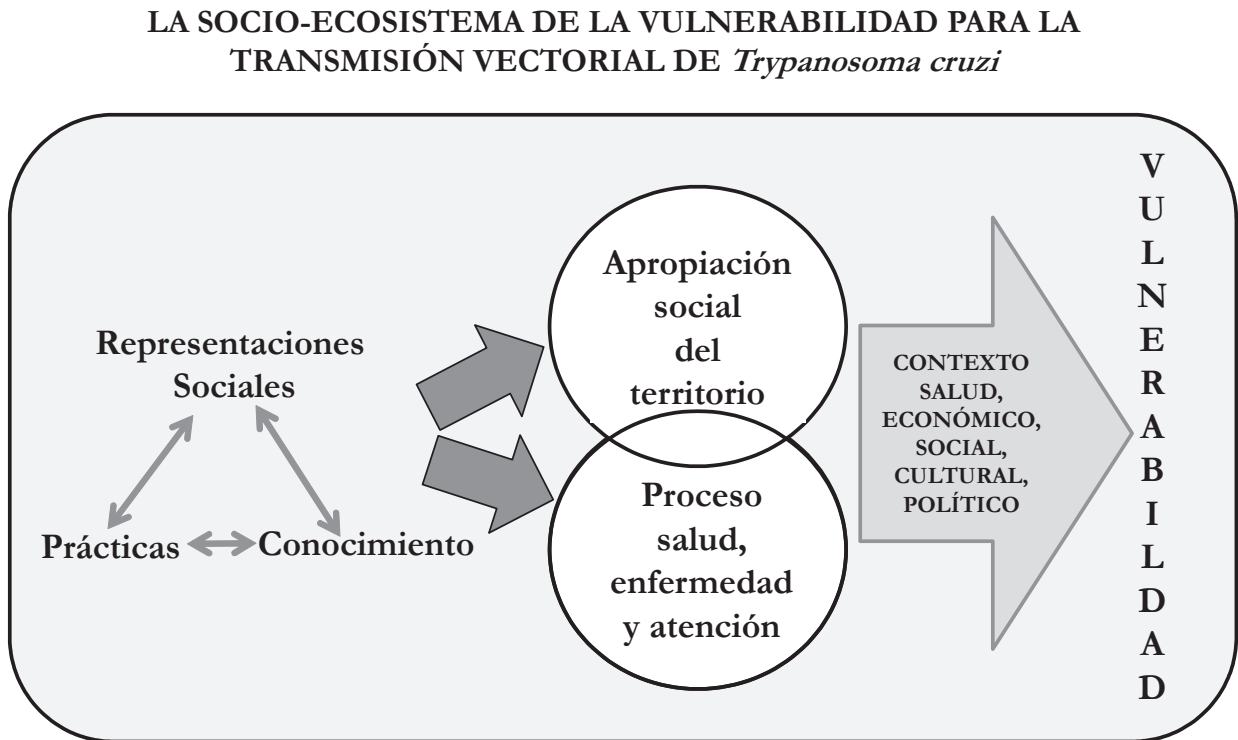 LA SOCIO-ECOSISTEMA DE LA VULNERABILIDAD PARA LA
TRANSMISIÓN VECTORIAL DE Trypanosoma cruzi
Representaciones
Sociales
Prácticas
Conocimiento
Apropiación
social
del
territorio
Proceso
salud,
enfermedad
y atención
CONTEXTO
SALUD,
ECONÓMICO,
SOCIAL,
CULTURAL,
POLÍTICO
VULNERABILDAD